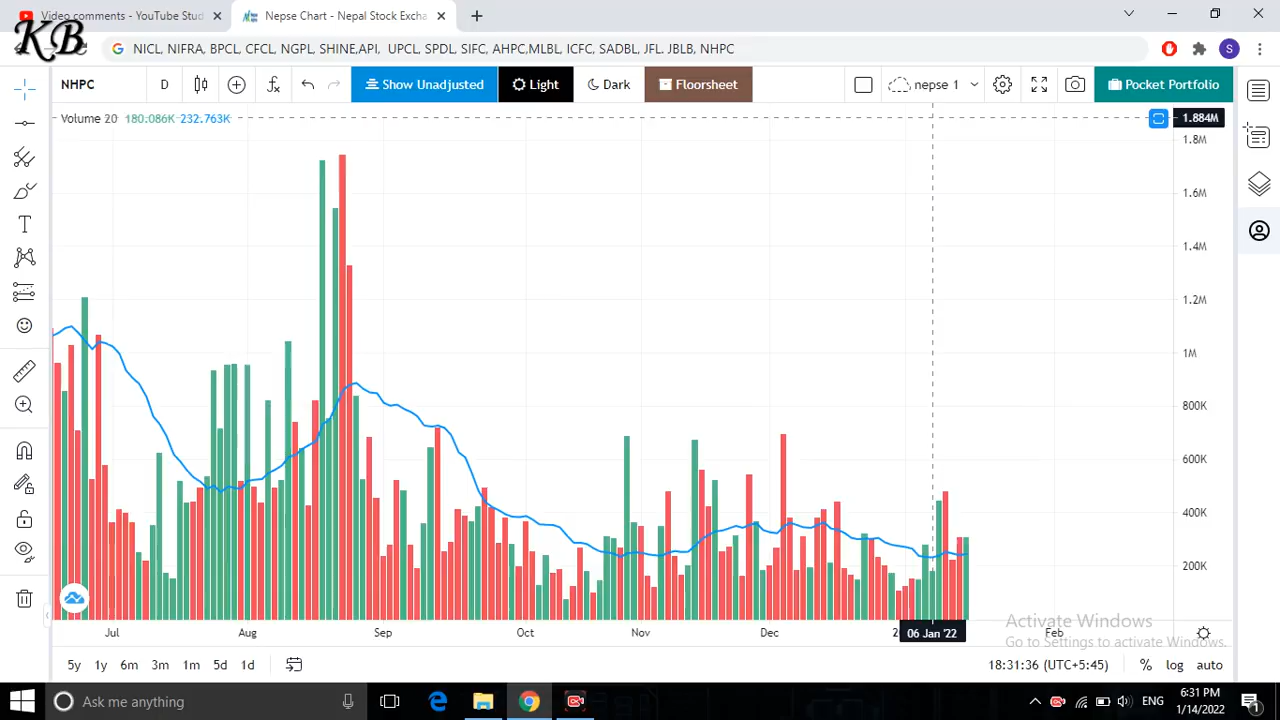 Video comments - YouTube Stud
Nepse Chart - Nepal Stock Excha
KB
NICL, NIFRA, BPCL, CFCL, NGPL, SHINE,API, UPCL, SPDL, SIFC, AHPC,MLBL, ICFC, SADBL, JFL. JBLB, NHPC
S
NHPC
D
Show Unadjusted
Light
Dark
Floorsheet
nepse 1
Pocket Portfolio
Volume 20 180.086K 232.763K
1.884M
1.8M
1.6M
1.4M
1.2M
1M
800K
600K
400K
200K
Jul
Aug
Sep
Oct
Nov
Dec
06 Jan '22
Feb
Activate Windows
Go to Settings to activate Windows.
5y 1y 6m 3m 1m 5d 1d
18:31:36 (UTC+5:45)
% log auto
Ask me anything
ENG
6:31 PM
1/14/2022
1